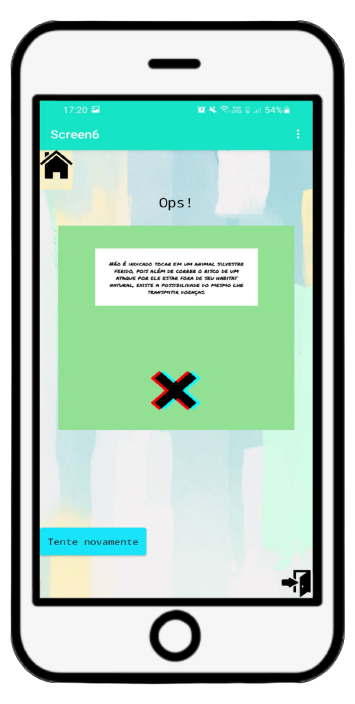 17:20 54%
Screen6
Ops!
NÃO É INDICADO TOCAR EM UM ANIMAL SILVESTRE
FERIDO, POIS ALÉM DE CORRER O RISCO DE UM
ATAQUE POR ELE ESTAR FORA DE SEU HABITAT
NATURAL, EXISTE A POSSIBILIDADE DO MESMO LHE
TRANSMITIR DOENÇAS.
Tente novamente